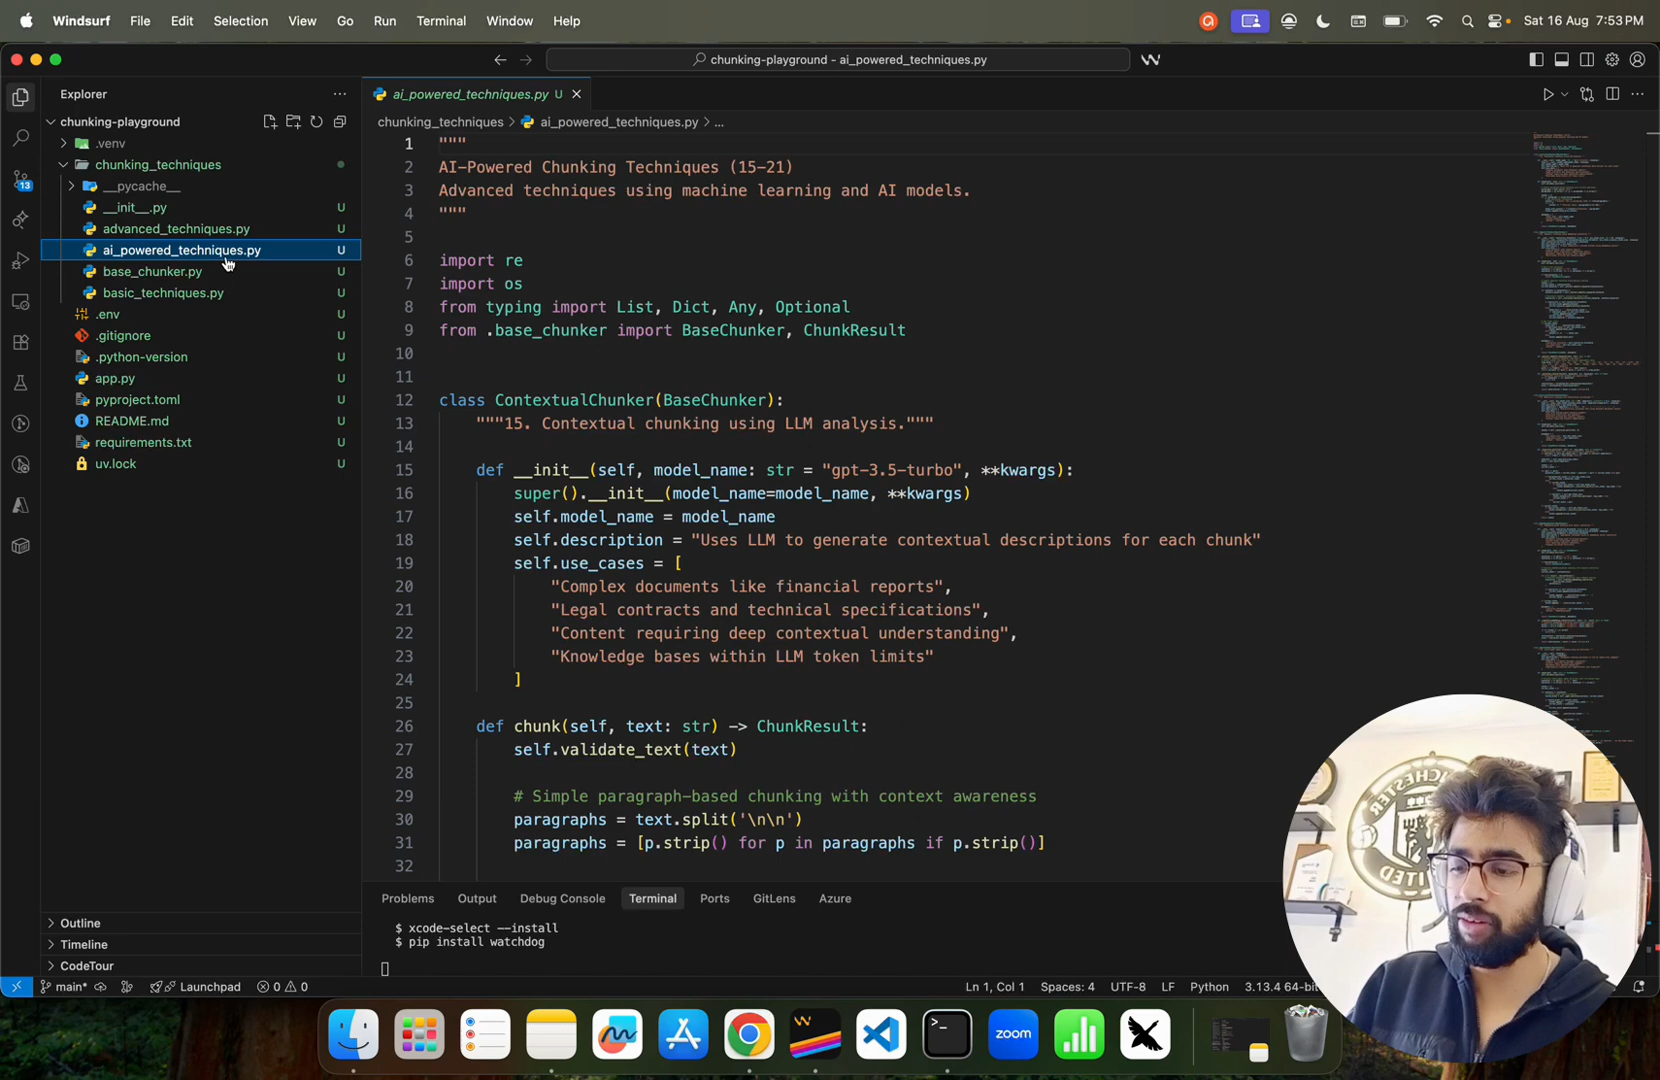 Windsurf File Edit Selection View Go Run Terminal Window Help
Sat 16 Aug 7:53 PM
chunking-playground - ai_powered_techniques.py
Explorer
chunking-playground
.venv
chunking_techniques
__pycache__
__init__.py U
advanced_techniques.py U
ai_powered_techniques.py U
base_chunker.py U
basic_techniques.py U
.env U
.gitignore U
.python-version U
app.py U
pyproject.toml U
README.md U
requirements.txt U
uv.lock U
13
Outline
Timeline
CodeTour
ai_powered_techniques.py U
chunking_techniques > ai_powered_techniques.py > ...
1 """
2 AI-Powered Chunking Techniques (15-21)
3 Advanced techniques using machine learning and AI models.
4 """
5
6 import re
7 import os
8 from typing import List, Dict, Any, Optional
9 from .base_chunker import BaseChunker, ChunkResult
10
11
12 class ContextualChunker(BaseChunker):
13 """15. Contextual chunking using LLM analysis."""
14
15 def __init__(self, model_name: str = "gpt-3.5-turbo", **kwargs):
16 super().__init__(model_name=model_name, **kwargs)
17 self.model_name = model_name
18 self.description = "Uses LLM to generate contextual descriptions for each chunk"
19 self.use_cases = [
20 "Complex documents like financial reports",
21 "Legal contracts and technical specifications",
22 "Content requiring deep contextual understanding",
23 "Knowledge bases within LLM token limits"
24 ]
25
26 def chunk(self, text: str) -> ChunkResult:
27 self.validate_text(text)
28
29 # Simple paragraph-based chunking with context awareness
30 paragraphs = text.split('\n\n')
31 paragraphs = [p.strip() for p in paragraphs if p.strip()]
32
Problems Output Debug Console Terminal Ports GitLens Azure
$ xcode-select --install
$ pip install watchdog
main* Launchpad 0 0 Ln 1, Col 1 Spaces: 4 UTF-8 LF Python 3.13.4 64-bit
zoom